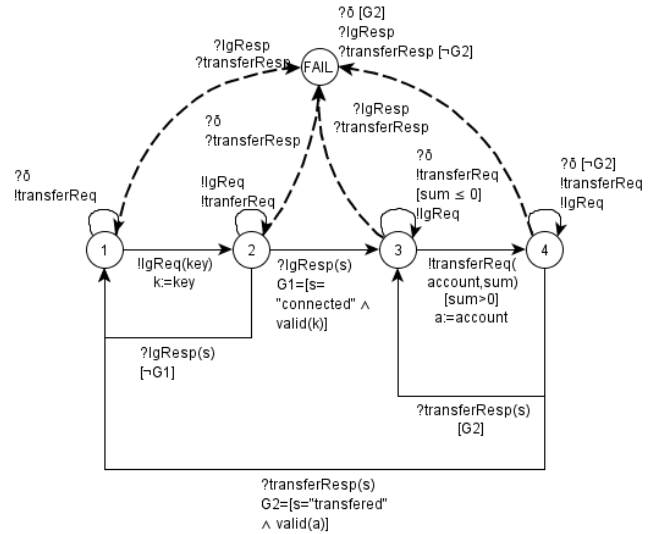 ?δ [G2]
?lgResp
?transferResp [¬G2]
?lgResp
?transferResp
FAIL
?lgResp
?transferResp
?δ
?transferResp
?δ
!transferReq
!lgReq
!tranferReq
?δ
!transferReq
[sum ≤ 0]
!lgReq
?δ [¬G2]
!transferReq
!lgReq
1
2
3
4
!lgReq(key)
k:=key
?lgResp(s)
G1=[s=
"connected" ∧
valid(k)]
!transferReq(
account,sum)
[sum>0]
a:=account
?lgResp(s)
[¬G1]
?transferResp(s)
[G2]
?transferResp(s)
G2=[s="transfered"
∧ valid(a)]